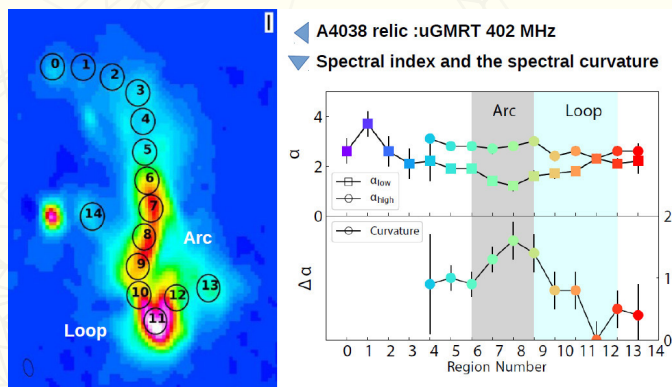 I
0
1
2
3
4
5
6
7
8
9
10
11
12
13
14
Arc
Loop
A4038 relic :uGMRT 402 MHz
Spectral index and the spectral curvature
Arc Loop
4
2
0
α
α_low
α_high
Curvature
Δ α
2
1
0
0 1 2 3 4 5 6 7 8 9 10 11 12 13 14
Region Number